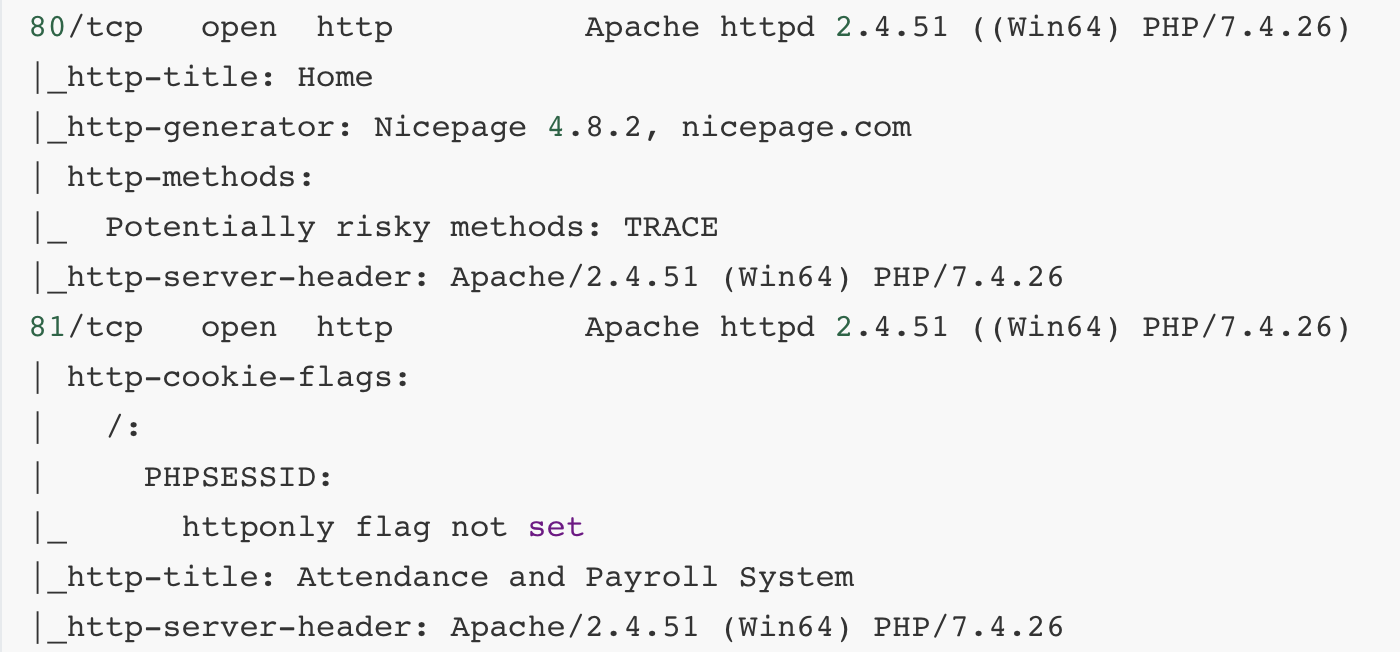 80/tcp   open  http          Apache httpd 2.4.51 ((Win64) PHP/7.4.26)
|_http-title: Home
|_http-generator: Nicepage 4.8.2, nicepage.com
| http-methods:
|_  Potentially risky methods: TRACE
|_http-server-header: Apache/2.4.51 (Win64) PHP/7.4.26
81/tcp   open  http          Apache httpd 2.4.51 ((Win64) PHP/7.4.26)
| http-cookie-flags:
|   /:
|     PHPSESSID:
|_      httponly flag not set
|_http-title: Attendance and Payroll System
|_http-server-header: Apache/2.4.51 (Win64) PHP/7.4.26